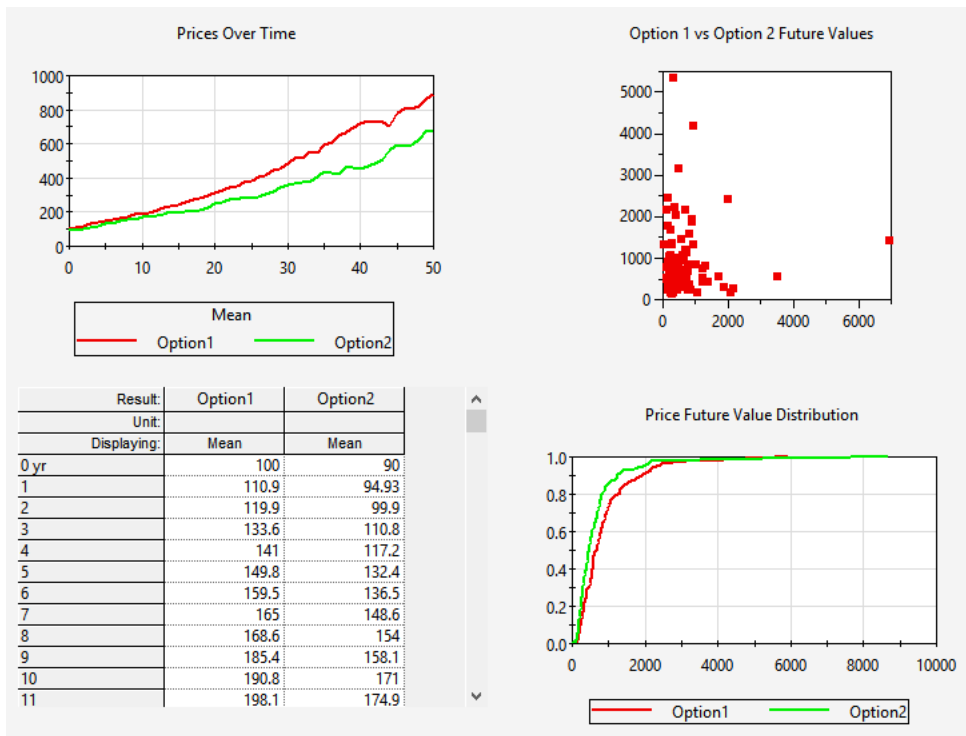 Prices Over Time
1000
800
600
400
200
0
0 10 20 30 40 50
Mean
Option1 Option2
Option 1 vs Option 2 Future Values
5000
4000
3000
2000
1000
0
0 2000 4000 6000
Result: Option1 Option2
Unit:
Displaying: Mean Mean
0 yr 100 90
1 110.9 94.93
2 119.9 99.9
3 133.6 110.8
4 141 117.2
5 149.8 132.4
6 159.5 136.5
7 165 148.6
8 168.6 154
9 185.4 158.1
10 190.8 171
11 198.1 174.9
Price Future Value Distribution
1.0
0.8
0.6
0.4
0.2
0.0
0 2000 4000 6000 8000 10000
Option1 Option2